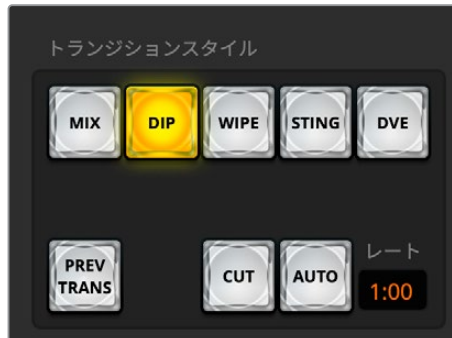 トランジションスタイル
MIX
DIP
WIPE
STING
DVE
PREV
TRANS
CUT
AUTO
レート
1:00